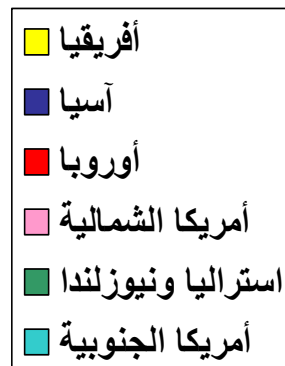 أفريقيا
آسيا
أوروبا
أمريكا الشمالية
استراليا ونيوزلندا
أمريكا الجنوبية